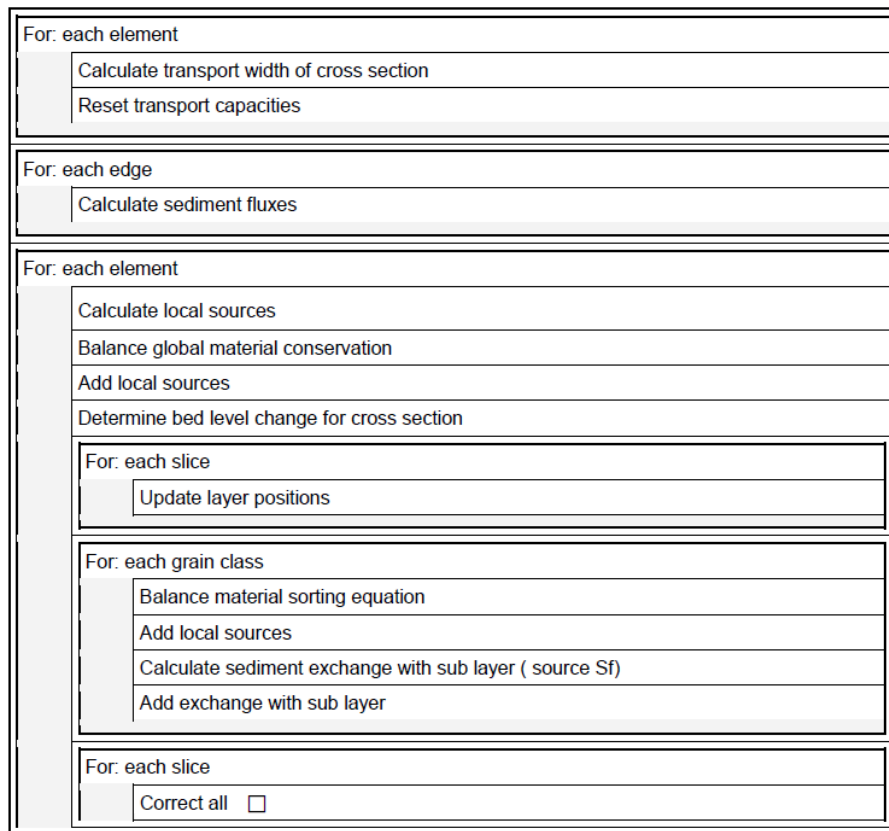 For: each element
Calculate transport width of cross section
Reset transport capacities
For: each edge
Calculate sediment fluxes
For: each element
Calculate local sources
Balance global material conservation
Add local sources
Determine bed level change for cross section
For: each slice
Update layer positions
For: each grain class
Balance material sorting equation
Add local sources
Calculate sediment exchange with sub layer ( source Sf)
Add exchange with sub layer
For: each slice
Correct all □